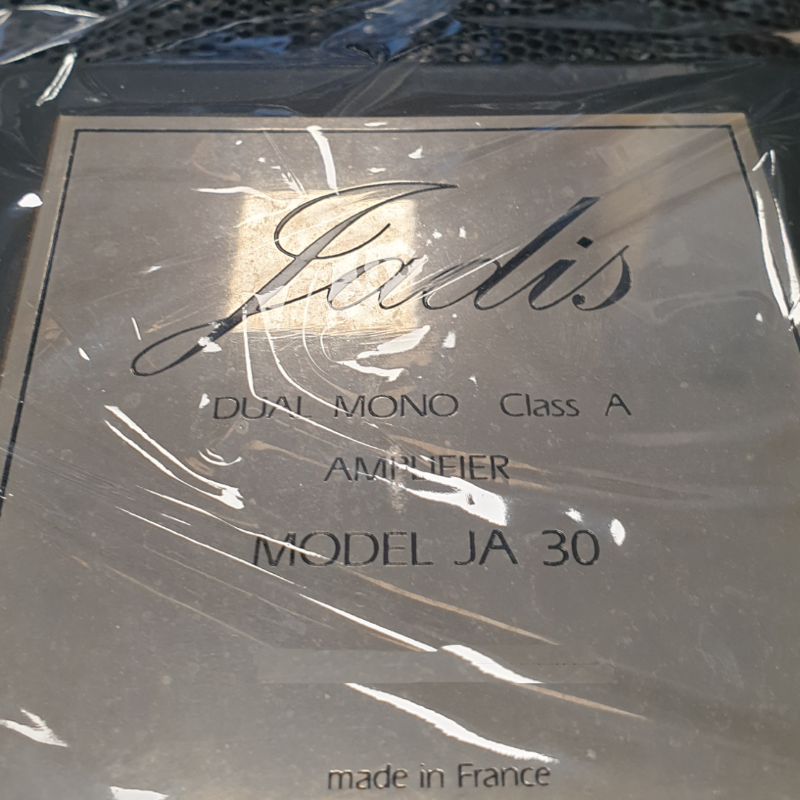 Jadis
DUAL MONO Class A
AMPLIFIER
MODEL JA 30
made in France